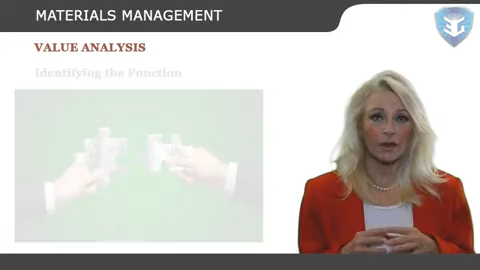 MATERIALS MANAGEMENT
VALUE ANALYSIS
Identifying the Function